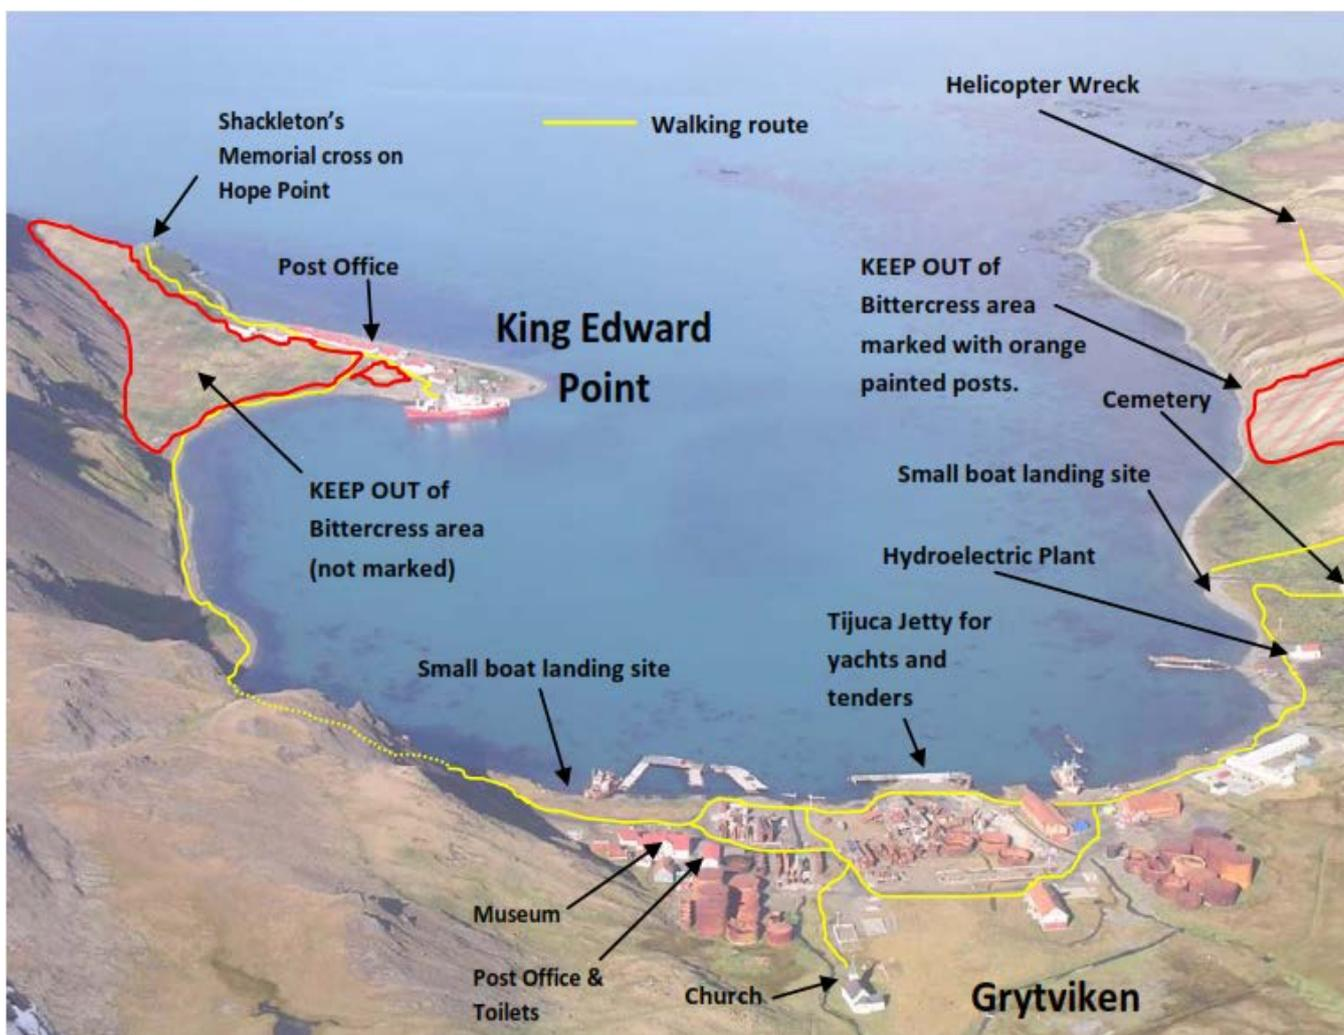 Helicopter Wreck
Shackleton's
Memorial cross on
Hope Point
Walking route
Post Office
King Edward
Point
KEEP OUT of
Bittercress area
marked with orange
painted posts.
Cemetery
Small boat landing site
KEEP OUT of
Bittercress area
(not marked)
Hydroelectric Plant
Tijuca Jetty for
yachts and
tenders
Small boat landing site
Museum
Post Office &
Toilets
Church
Grytviken